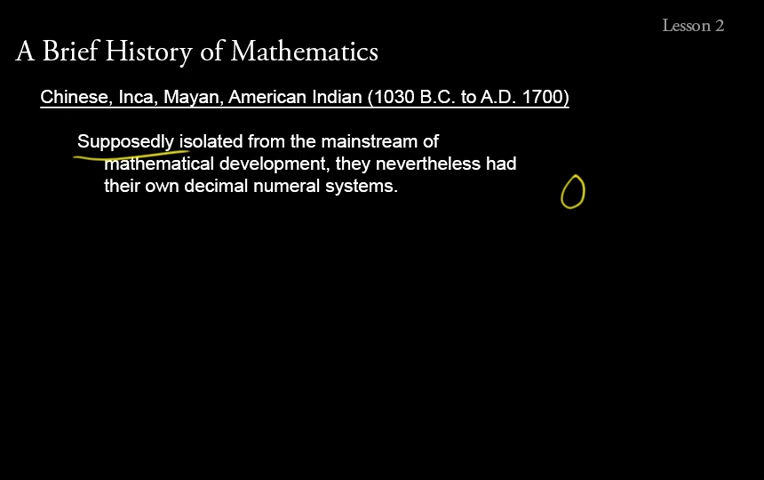 Lesson 2
A Brief History of Mathematics
Chinese, Inca, Mayan, American Indian (1030 B.C. to A.D. 1700)
Supposedly isolated from the mainstream of
mathematical development, they nevertheless had
their own decimal numeral systems.
0